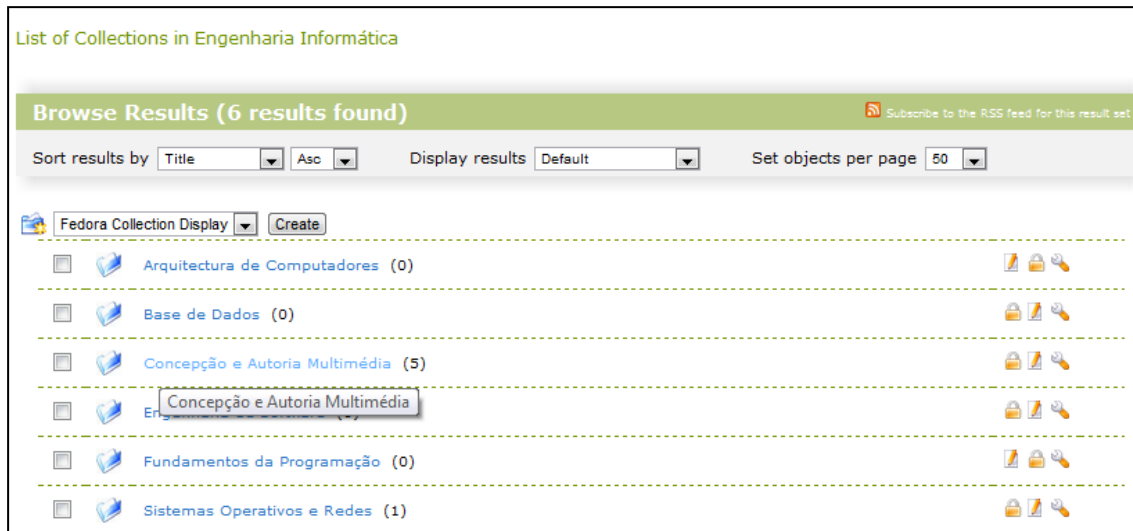 List of Collections in Engenharia Informática
Browse Results (6 results found) Subscribe to the RSS feed for this result set
Sort results by Title Asc Display results Default Set objects per page 50
Fedora Collection Display Create
Arquitectura de Computadores (0)
Base de Dados (0)
Concepção e Autoria Multimédia (5)
Concepção e Autoria Multimédia
Fundamentos da Programação (0)
Sistemas Operativos e Redes (1)